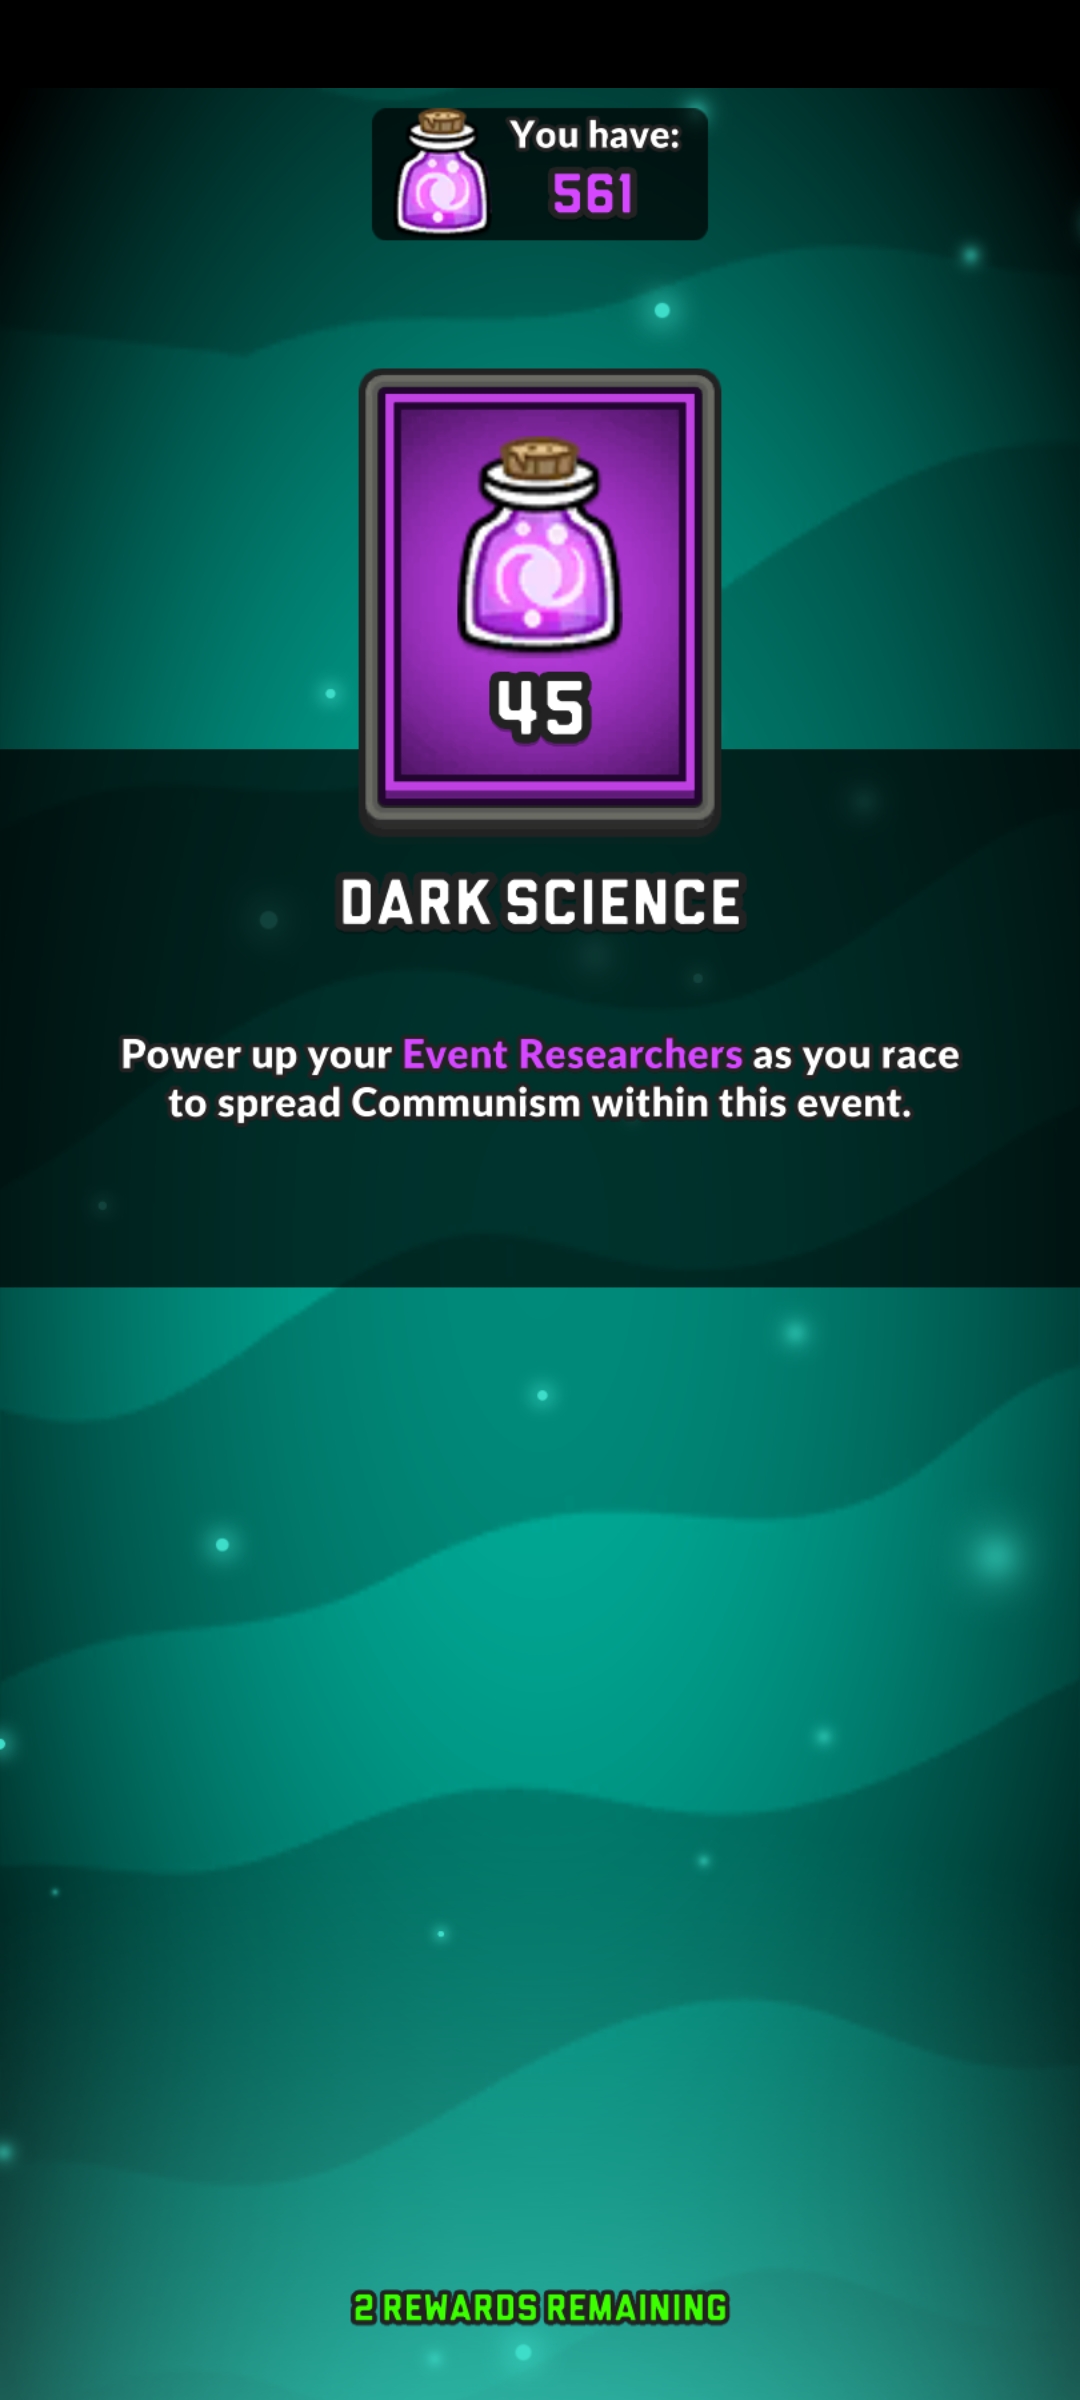 You have:
561
45
DARK SCIENCE
Power up your Event Researchers as you race
to spread Communism within this event.
2 REWARDS REMAINING